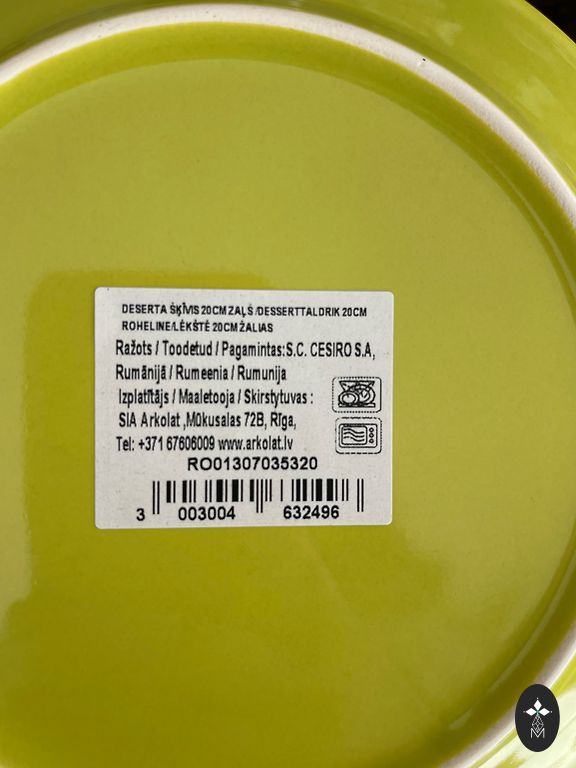 DESERTA ŠĶĪVIS 20CM ZAĻŠ /DESSERTTALDRIK 20CM
ROHELINE/LĖKŠTĖ 20CM ŽALIAS
Ražots / Toodetud / Pagamintas:S.C. CESIRO S.A,
Rumānijā / Rumeenia / Rumunija
Izplatītājs / Maaletooja / Skirstytuvas :
SIA Arkolat ,Mūkusalas 72B, Rīga,
Tel: +371 67606009 www.arkolat.lv
RO01307035320
3 003004 632496
M